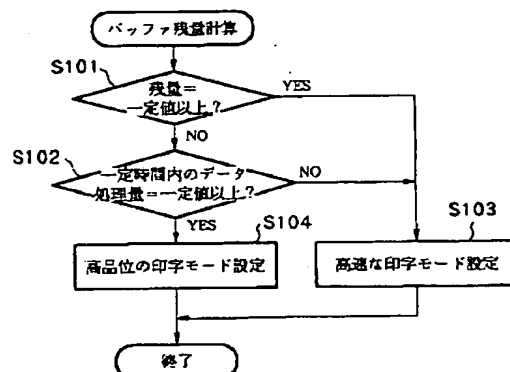 バッファ残量計算
S101
残量＝
一定値以上？
YES
NO
S102
一定時間内のデータ
処理量＝一定値以上？
NO
YES
S104
高品位の印字モード設定
S103
高速な印字モード設定
終了